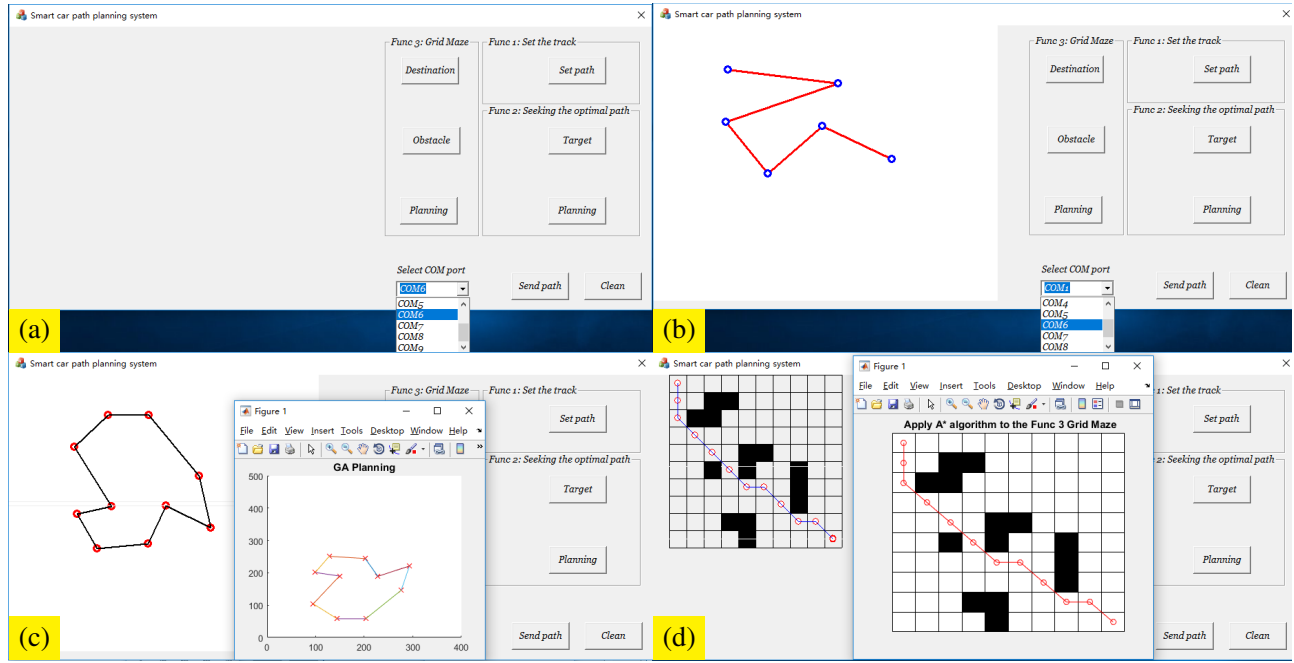 Smart car path planning system
Func 3: Grid Maze
Func 1: Set the track
Destination
Set path
Func 2: Seeking the optimal path
Obstacle
Target
Planning
Planning
Select COM port
COM6
Send path
Clean
COM5
COM6
COM7
COM8
COM9
(a)
Smart car path planning system
Func 3: Grid Maze
Func 1: Set the track
Destination
Set path
Func 2: Seeking the optimal path
Obstacle
Target
Planning
Planning
Select COM port
COM1
Send path
Clean
COM4
COM5
COM6
COM7
COM8
(b)
Smart car path planning system
Func 3: Grid Maze
Func 1: Set the track
Set path
Func 2: Seeking the optimal path
Target
Planning
Send path
Clean
Figure 1
File Edit View Insert Tools Desktop Window Help
GA Planning
500
400
300
200
100
0
0 100 200 300 400
(c)
Smart car path planning system
1: Set the track
Set path
2: Seeking the optimal path
Target
Planning
Send path
Clean
Figure 1
File Edit View Insert Tools Desktop Window Help
Apply A* algorithm to the Func 3 Grid Maze
(d)